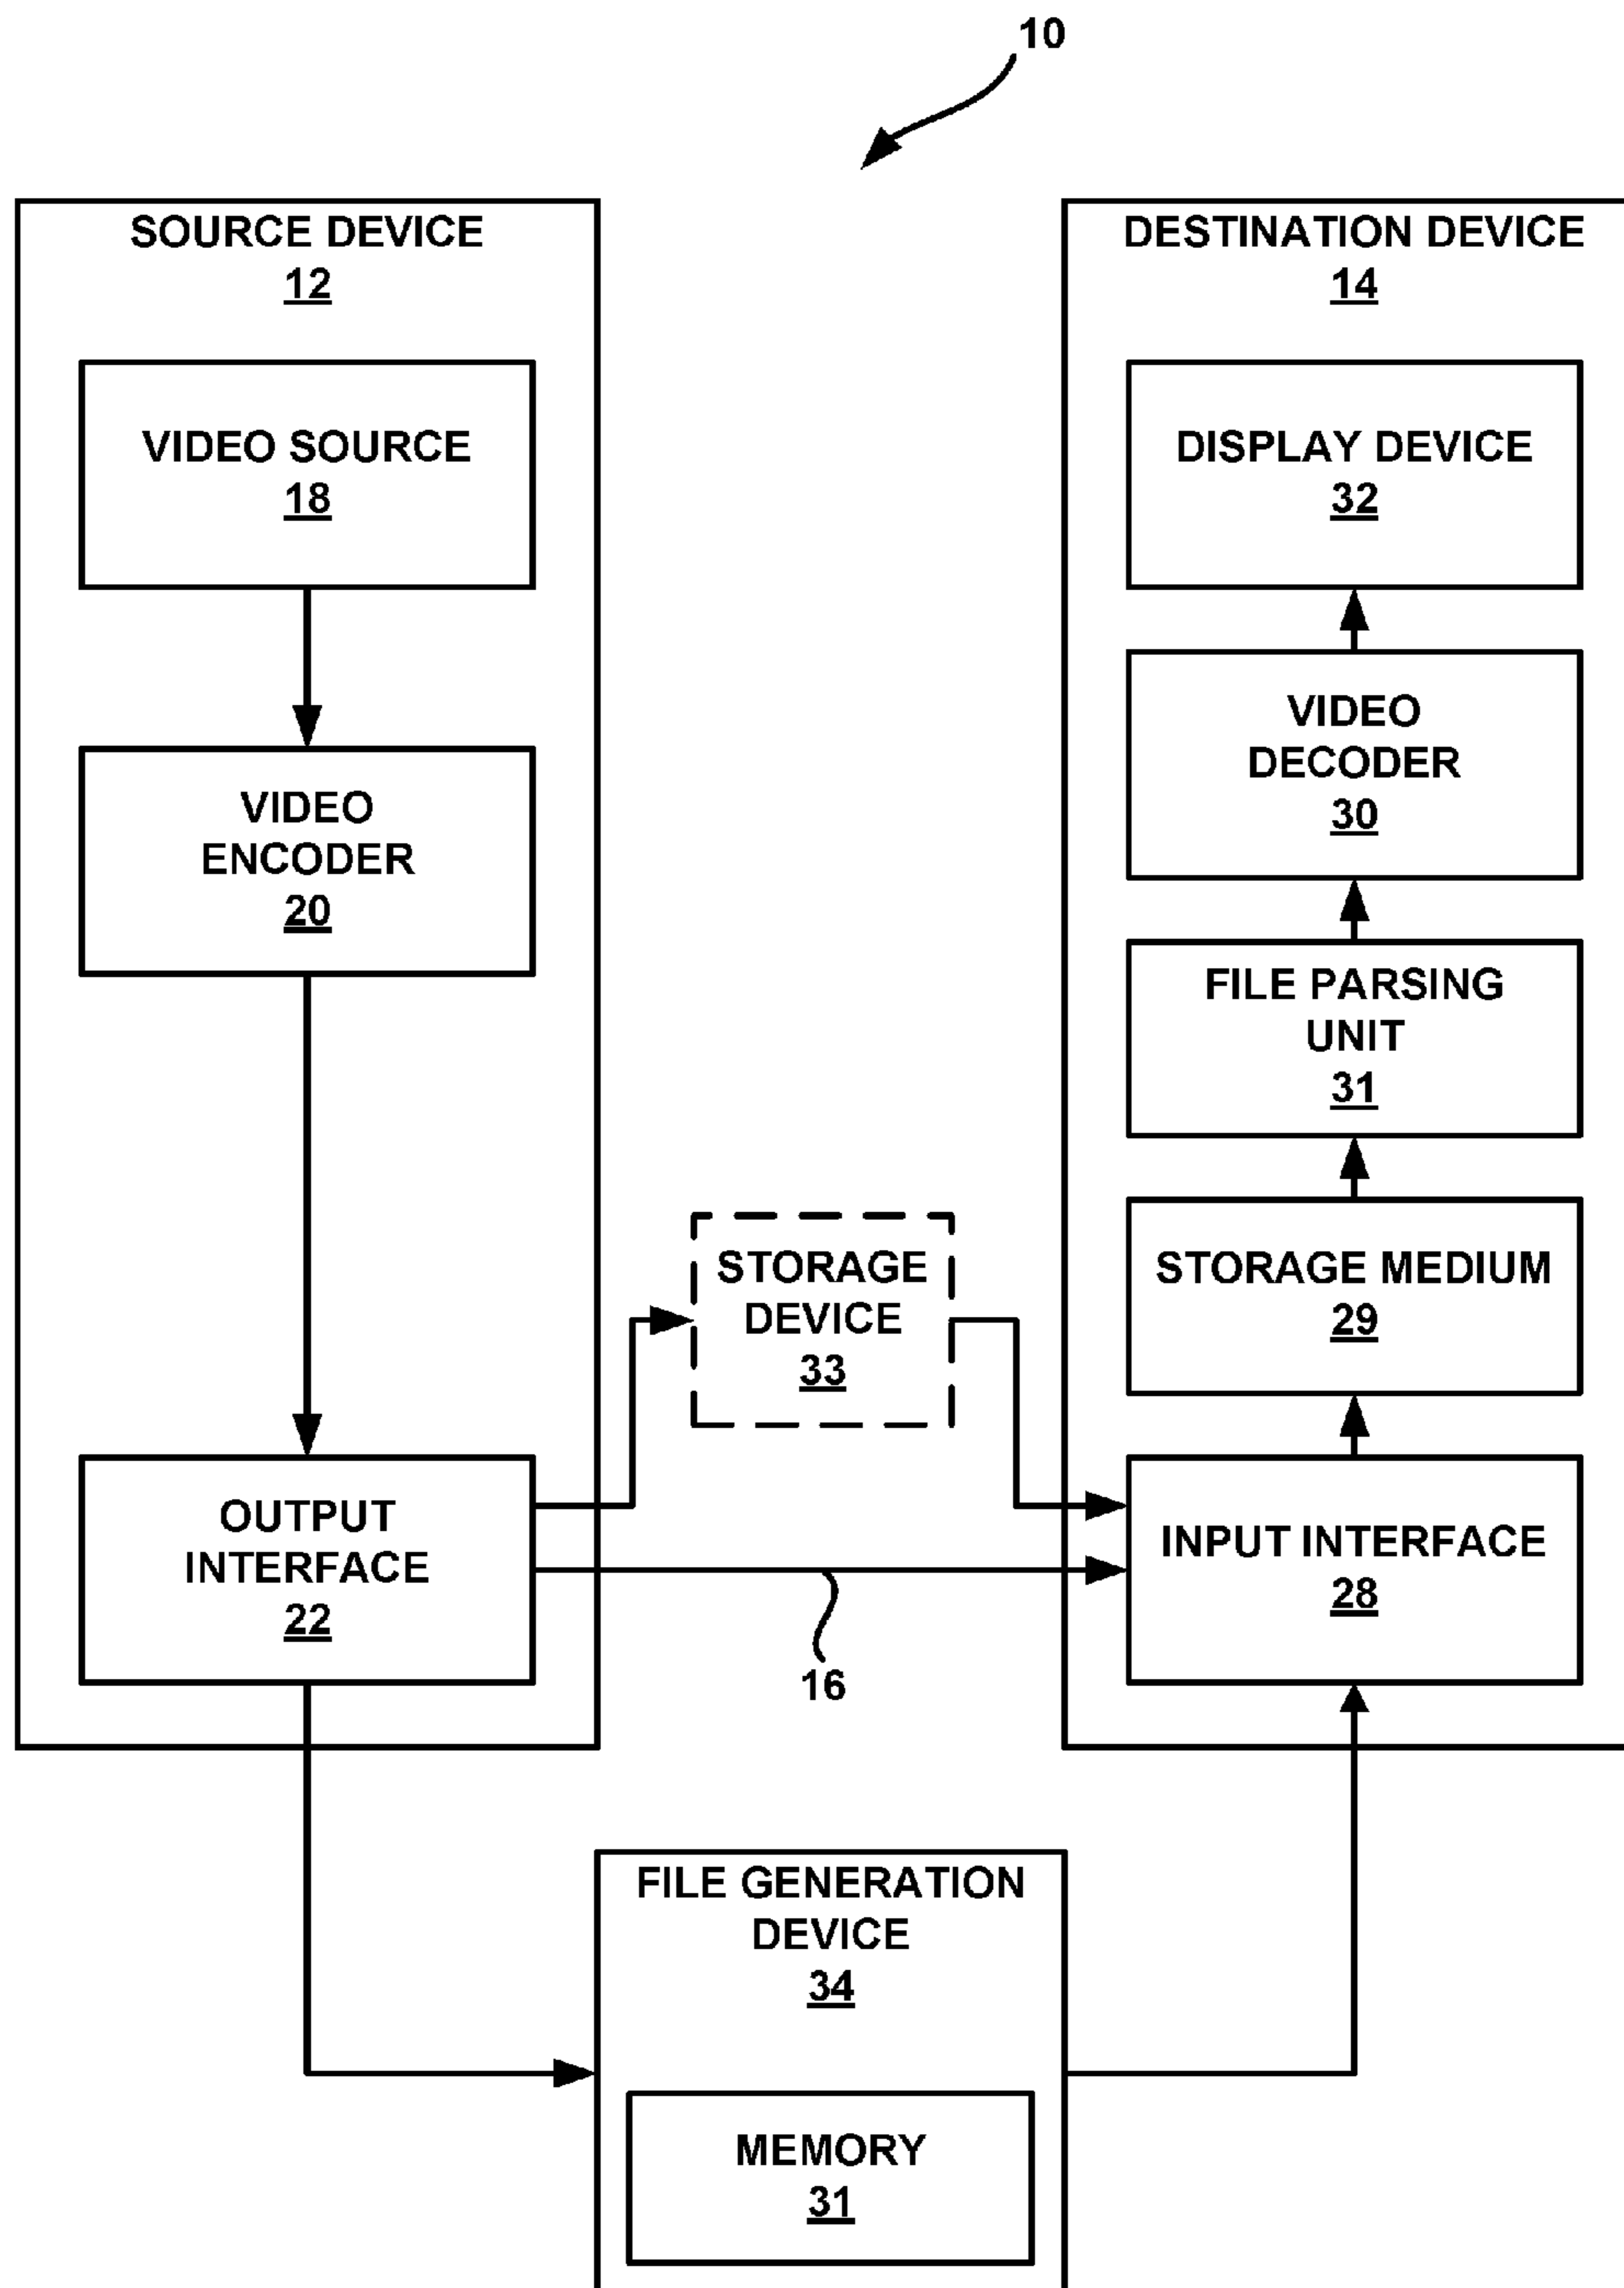 10
SOURCE DEVICE
12
VIDEO SOURCE
18
VIDEO
ENCODER
20
OUTPUT
INTERFACE
22
STORAGE
DEVICE
33
16
DESTINATION DEVICE
14
DISPLAY DEVICE
32
VIDEO
DECODER
30
FILE PARSING
UNIT
31
STORAGE MEDIUM
29
INPUT INTERFACE
28
FILE GENERATION
DEVICE
34
MEMORY
31